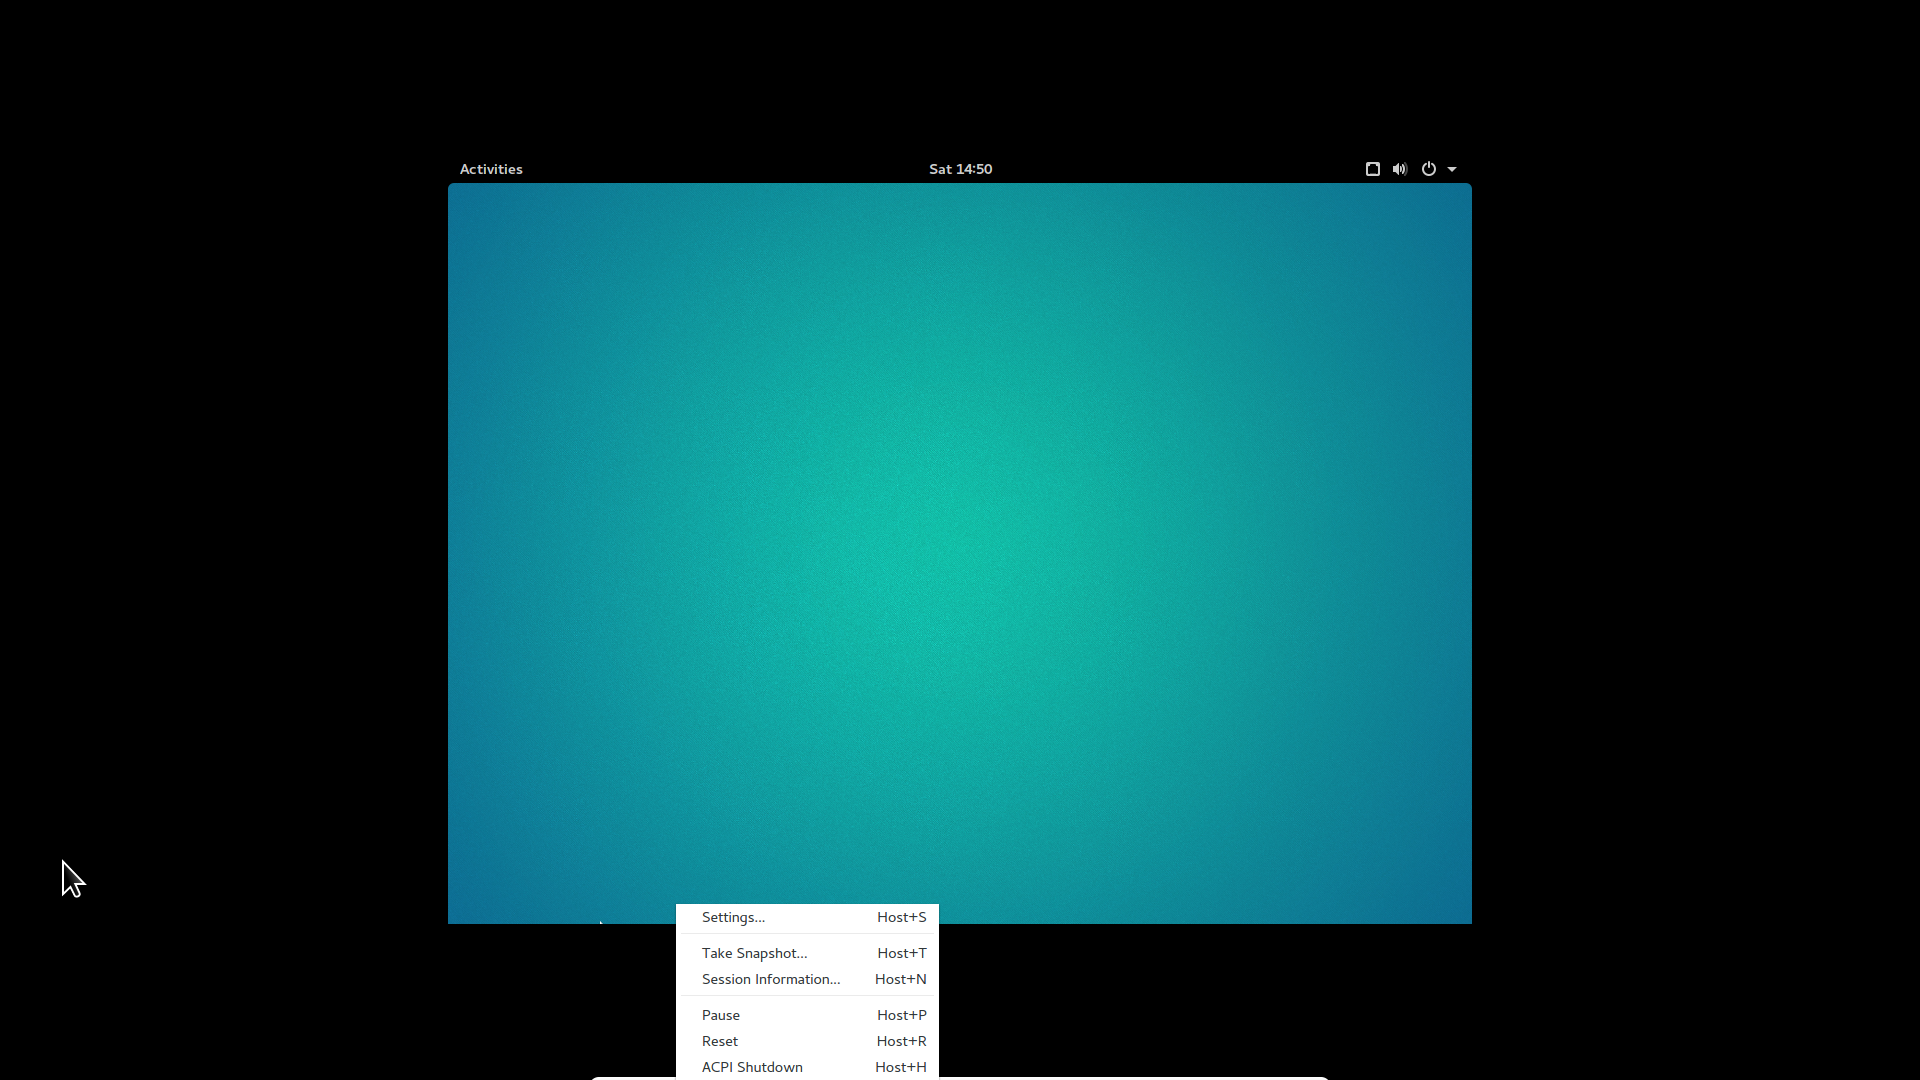 Activities Sat 14:50
Settings... Host+S
Take Snapshot... Host+T
Session Information... Host+N
Pause Host+P
Reset Host+R
ACPI Shutdown Host+H